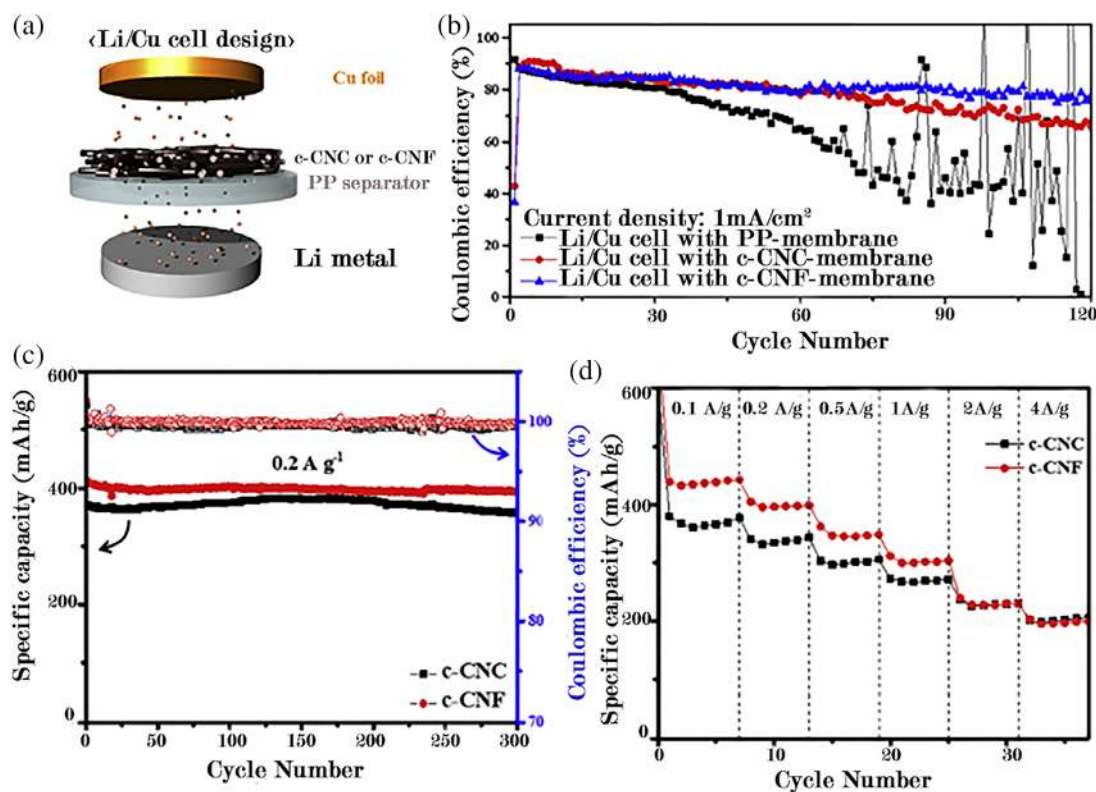 (a)
‹Li/Cu cell design›
Cu foil
c-CNC or c-CNF
PP separator
Li metal
(b)
Coulombic efficiency (%)
100
80
60
40
20
0
Current density: 1mA/cm²
Li/Cu cell with PP-membrane
Li/Cu cell with c-CNC-membrane
Li/Cu cell with c-CNF-membrane
0 30 60 90 120
Cycle Number
(c)
Specific capacity (mAh/g)
600
400
200
0
0.2 A g⁻¹
c-CNC
c-CNF
100
90
80
70
Coulombic efficiency (%)
0 50 100 150 200 250 300
Cycle Number
(d)
Specific capacity (mAh/g)
600
400
200
0
0.1 A/g 0.2 A/g 0.5A/g 1A/g 2A/g 4A/g
c-CNC
c-CNF
0 10 20 30
Cycle Number